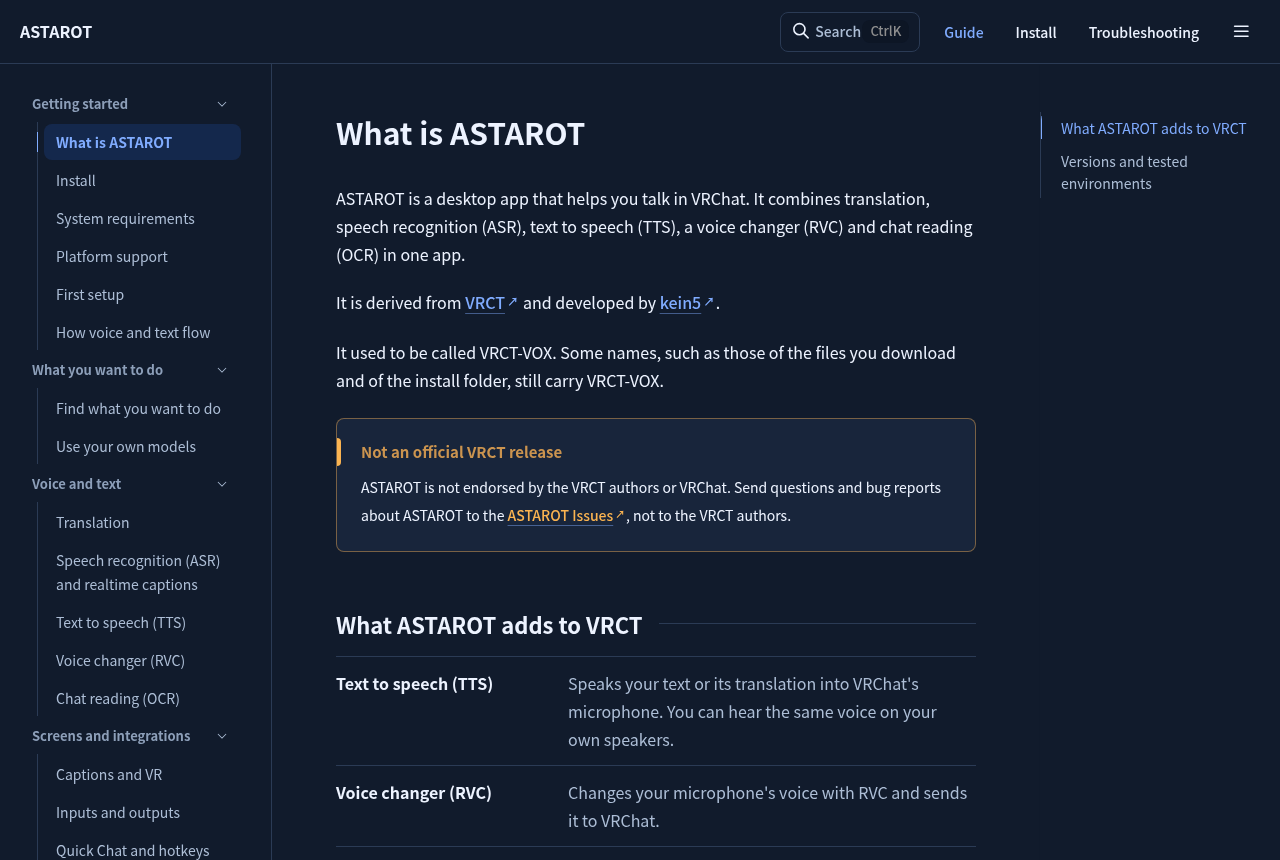 ASTAROT
Search CtrlK
Guide
Install
Troubleshooting
Getting started
What is ASTAROT
Install
System requirements
Platform support
First setup
How voice and text flow
What you want to do
Find what you want to do
Use your own models
Voice and text
Translation
Speech recognition (ASR)
and realtime captions
Text to speech (TTS)
Voice changer (RVC)
Chat reading (OCR)
Screens and integrations
Captions and VR
Inputs and outputs
Quick Chat and hotkeys
What is ASTAROT
ASTAROT is a desktop app that helps you talk in VRChat. It combines translation,
speech recognition (ASR), text to speech (TTS), a voice changer (RVC) and chat reading
(OCR) in one app.
It is derived from VRCT↗ and developed by kein5↗.
It used to be called VRCT-VOX. Some names, such as those of the files you download
and of the install folder, still carry VRCT-VOX.
Not an official VRCT release
ASTAROT is not endorsed by the VRCT authors or VRChat. Send questions and bug reports
about ASTAROT to the ASTAROT Issues↗, not to the VRCT authors.
What ASTAROT adds to VRCT
Text to speech (TTS)
Speaks your text or its translation into VRChat's
microphone. You can hear the same voice on your
own speakers.
Voice changer (RVC)
Changes your microphone's voice with RVC and sends
it to VRChat.
What ASTAROT adds to VRCT
Versions and tested
environments